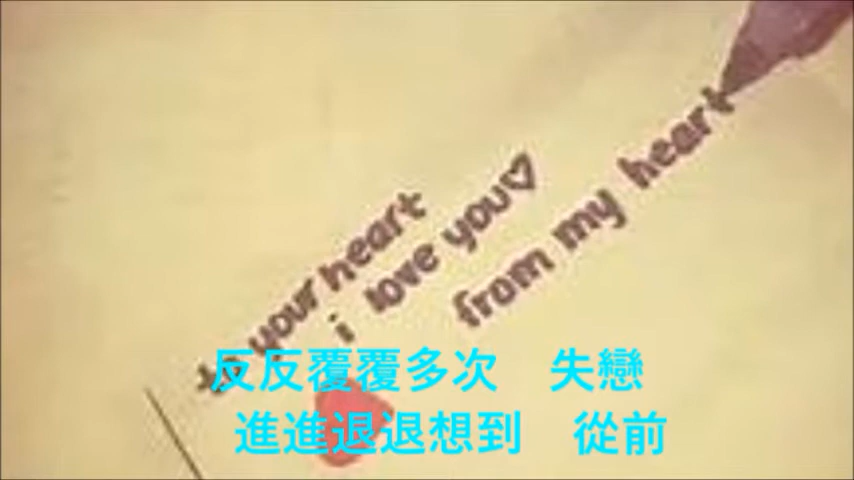 to your heart
i love you♡
from my heart
反反覆覆多次 失戀
進進退退想到 從前